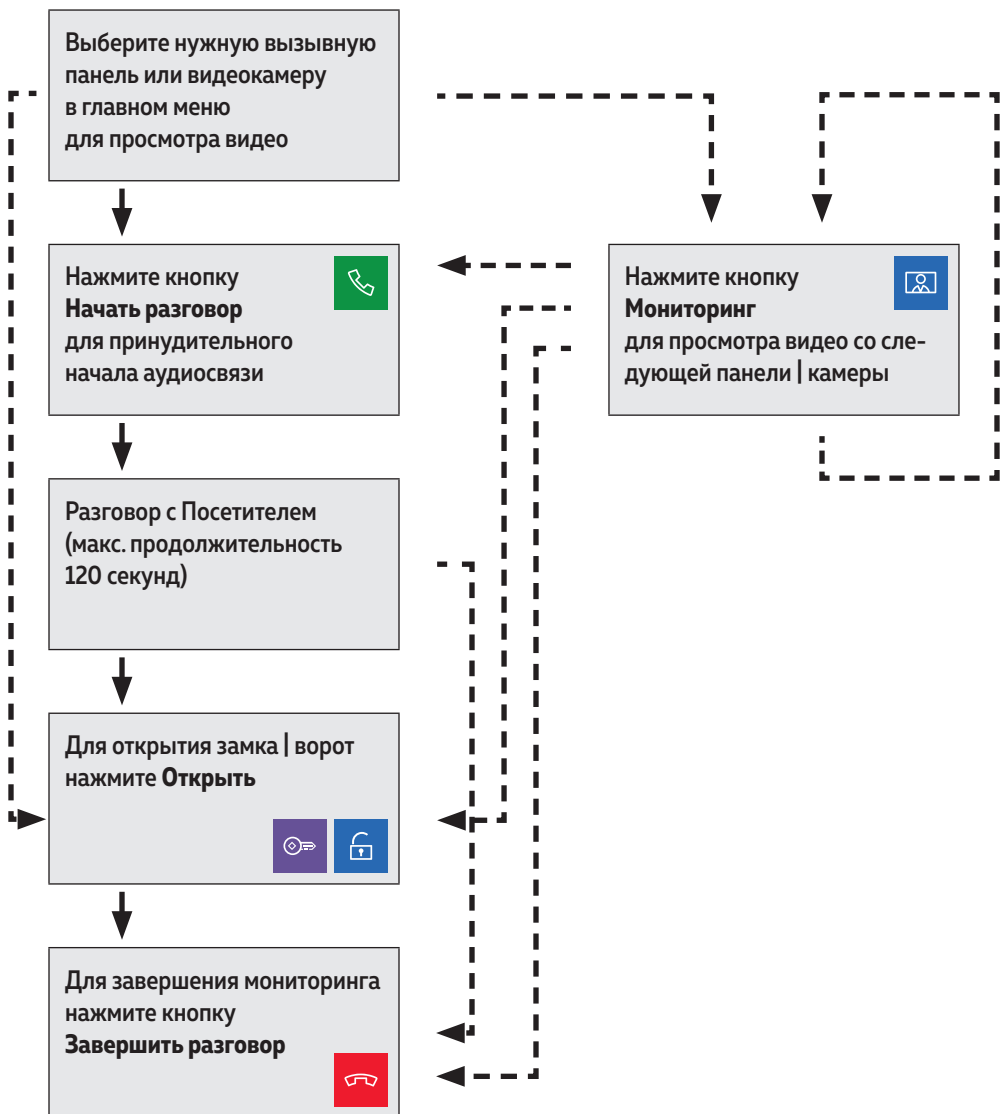 Выберите нужную вызывную
панель или видеокамеру
в главном меню
для просмотра видео
Нажмите кнопку
Начать разговор
для принудительного
начала аудиосвязи
Нажмите кнопку
Мониторинг
для просмотра видео со сле-
дующей панели | камеры
Разговор с Посетителем
(макс. продолжительность
120 секунд)
Для открытия замка | ворот
нажмите Открыть
Для завершения мониторинга
нажмите кнопку
Завершить разговор